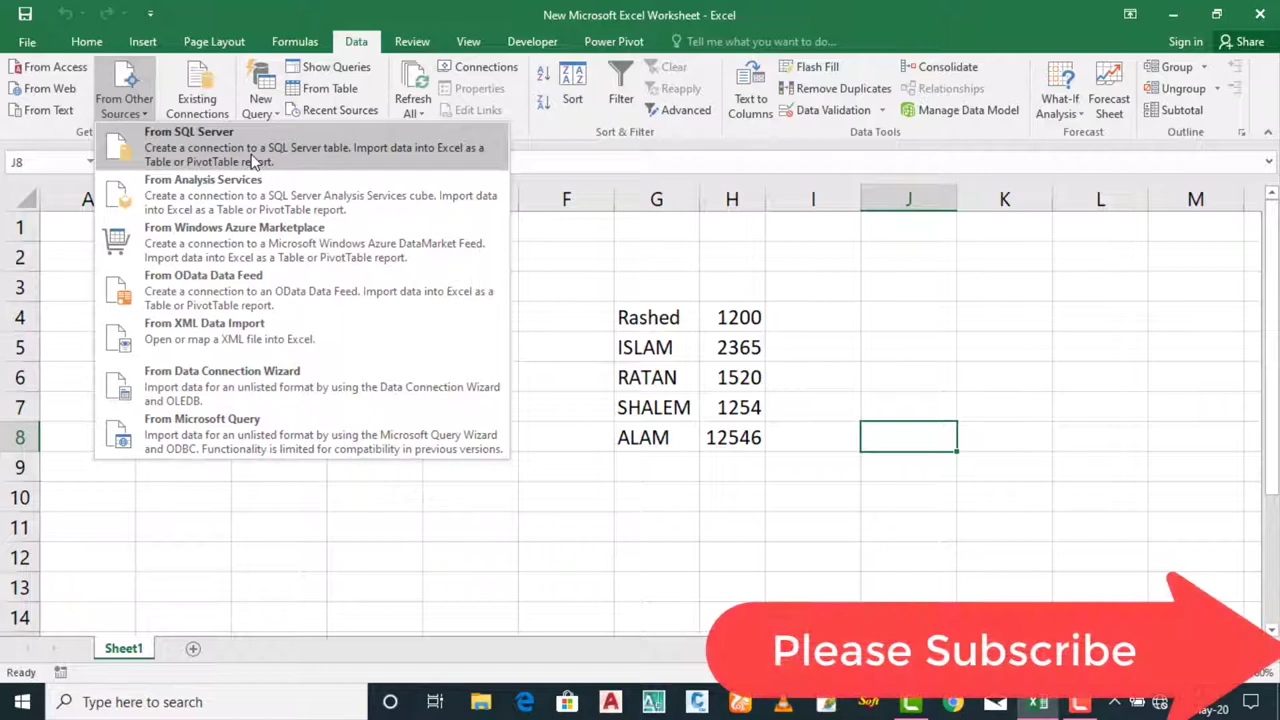 New Microsoft Excel Worksheet - Excel
File Home Insert Page Layout Formulas Data Review View Developer Power Pivot Tell me what you want to do... Sign in Share
From Access
From Web
From Text
From Other
Sources
Existing
Connections
New
Query
Show Queries
From Table
Recent Sources
Refresh
All
Connections
Properties
Edit Links
Sort
Filter
Clear
Reapply
Advanced
Text to
Columns
Flash Fill
Remove Duplicates
Data Validation
Consolidate
Relationships
Manage Data Model
What-If
Analysis
Forecast
Sheet
Group
Ungroup
Subtotal
Sort & Filter
Forecast
Outline
J8
From SQL Server
Create a connection to a SQL Server table. Import data into Excel as a
Table or PivotTable report.
From Analysis Services
Create a connection to a SQL Server Analysis Services cube. Import data
into Excel as a Table or PivotTable report.
From Windows Azure Marketplace
Create a connection to a Microsoft Windows Azure DataMarket Feed.
Import data into Excel as a Table or PivotTable report.
From OData Data Feed
Create a connection to an OData Data Feed. Import data into Excel as a
Table or PivotTable report.
From XML Data Import
Open or map a XML file into Excel.
From Data Connection Wizard
Import data for an unlisted format by using the Data Connection Wizard
and OLEDB.
From Microsoft Query
Import data for an unlisted format by using the Microsoft Query Wizard
and ODBC. Functionality is limited for compatibility in previous versions.
A F G H I J K L M
1
2
3
4 Rashed 1200
5 ISLAM 2365
6 RATAN 1520
7 SHALEM 1254
8 ALAM 12546
9
10
11
12
13
14
Please Subscribe
Sheet1
Ready
Type here to search
Soft